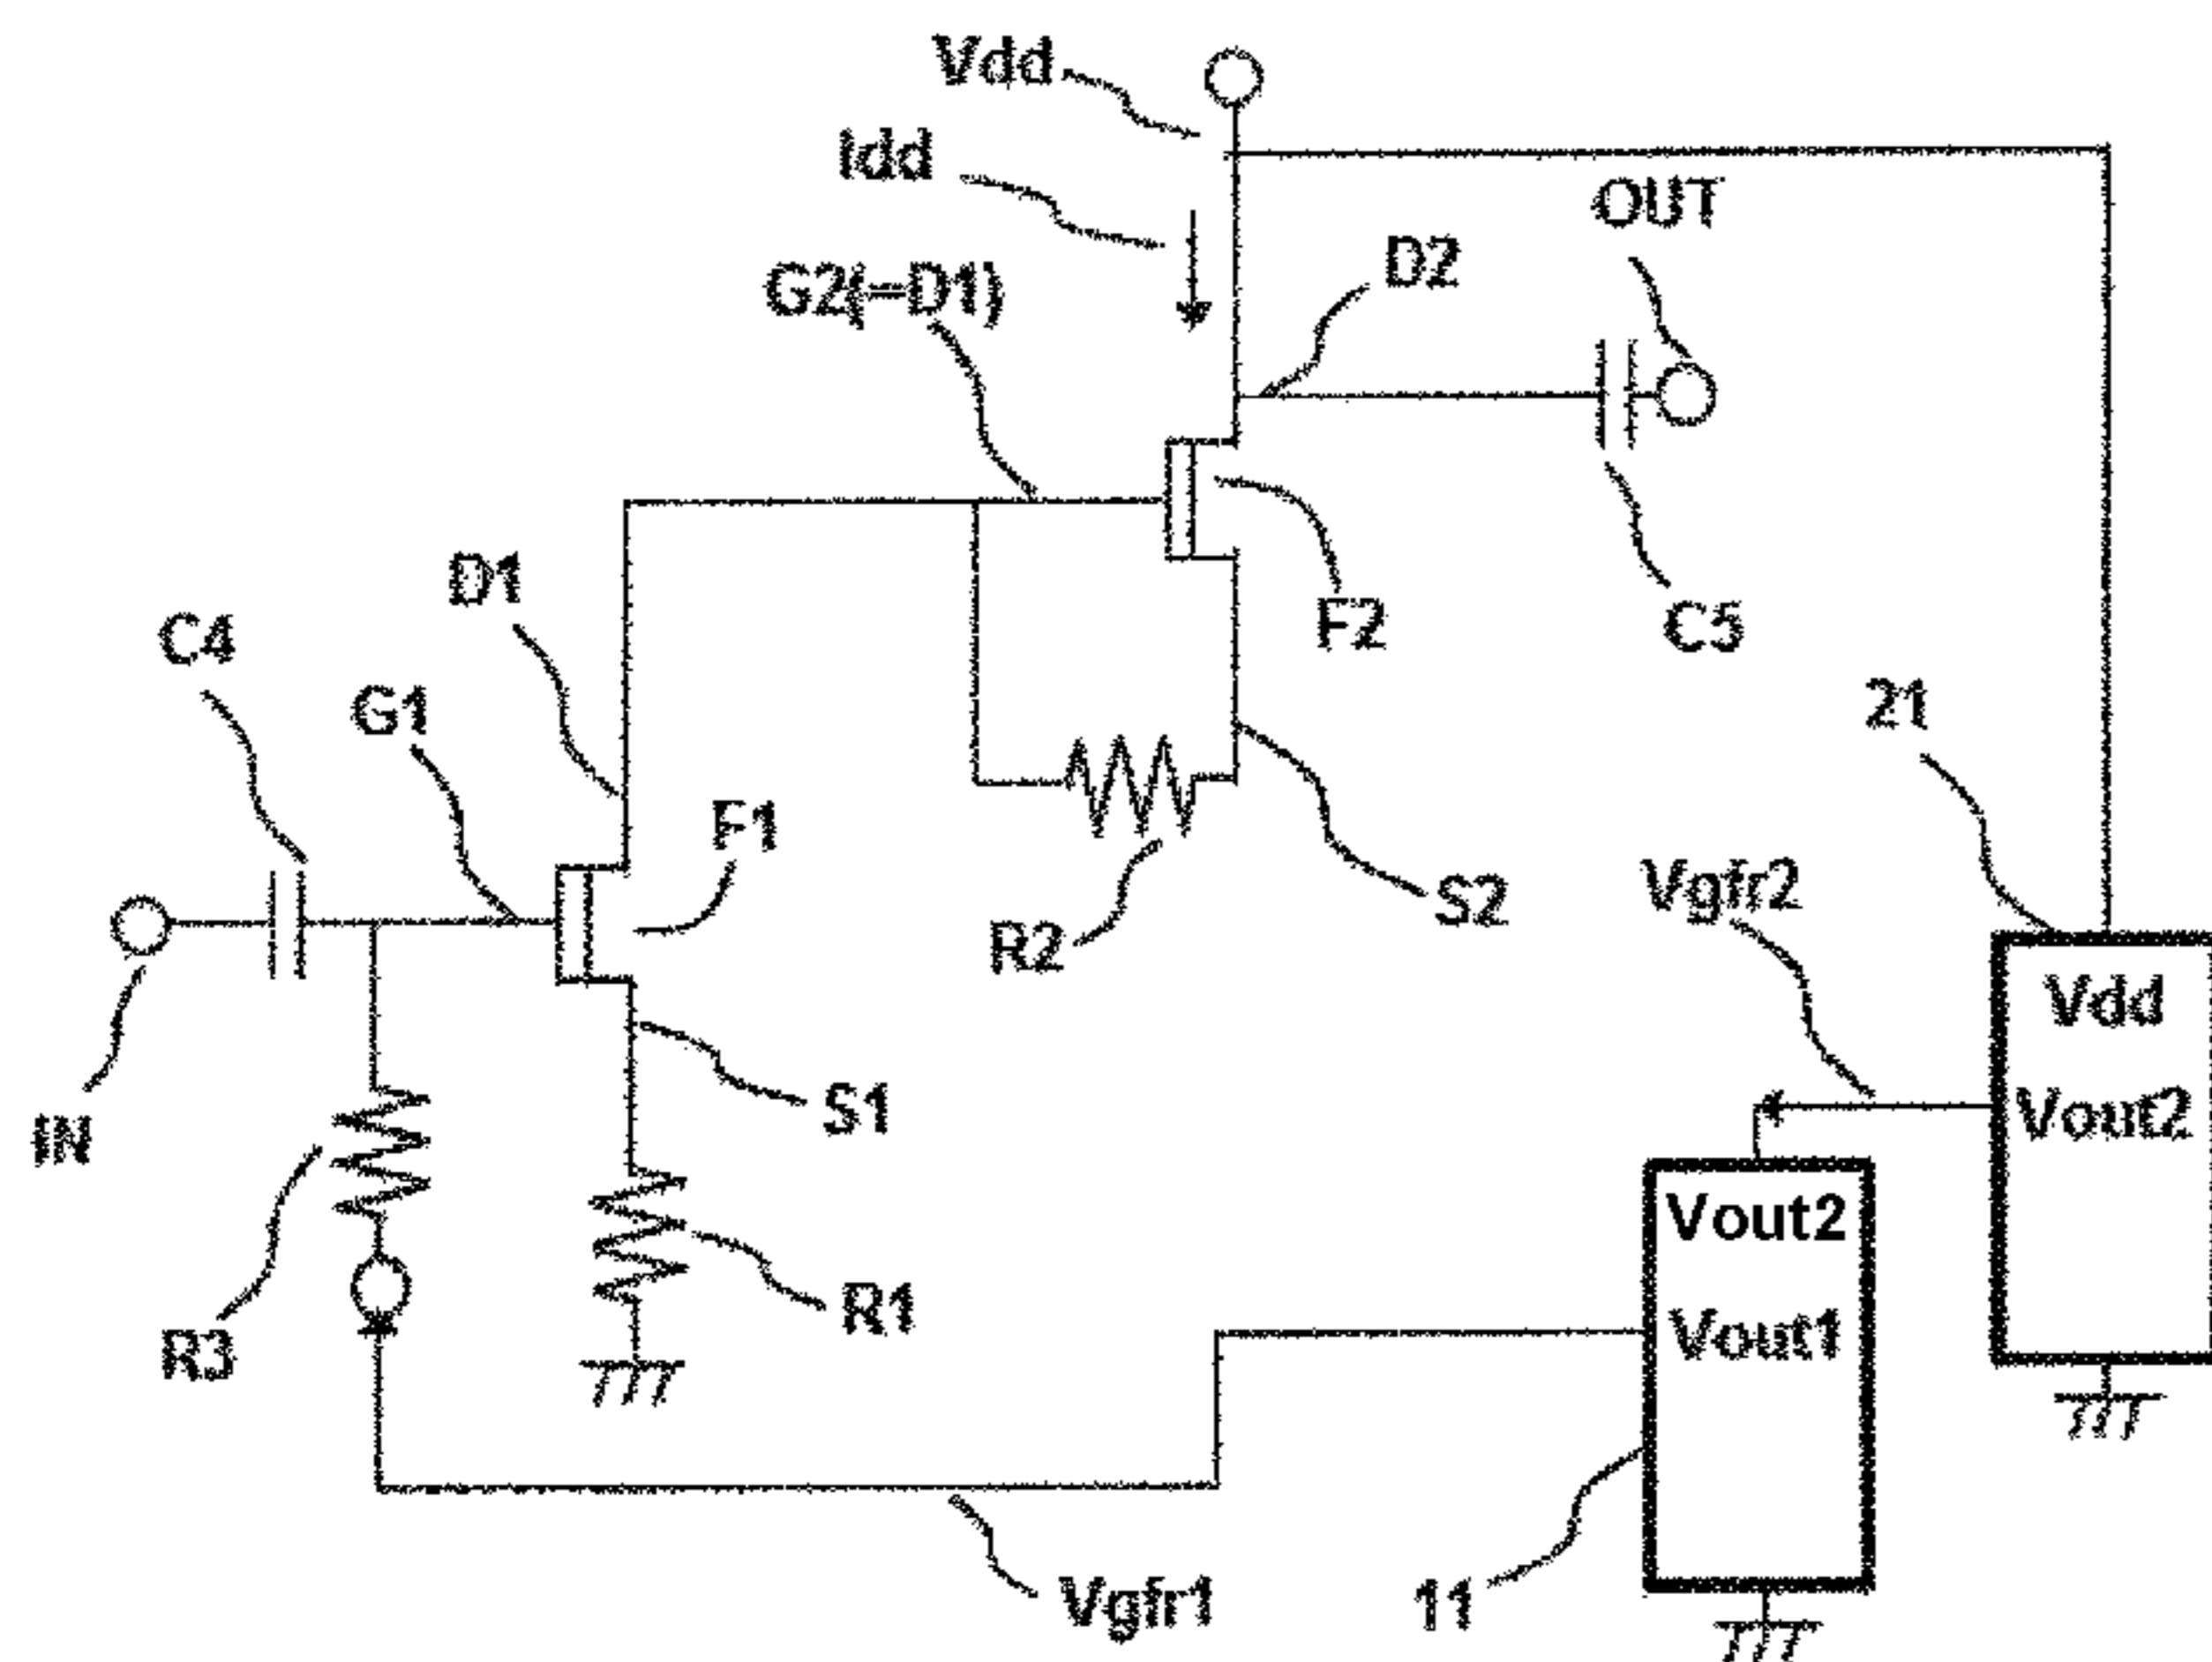 Vdd
Idd
OUT
D2
G2(=D1)
D1
F2
C5
C4
G1
21
F1
Vgfr2
S2
R2
Vdd
Vout2
S1
IN
Vout2
Vout1
R1
R3
Vgfr1
11